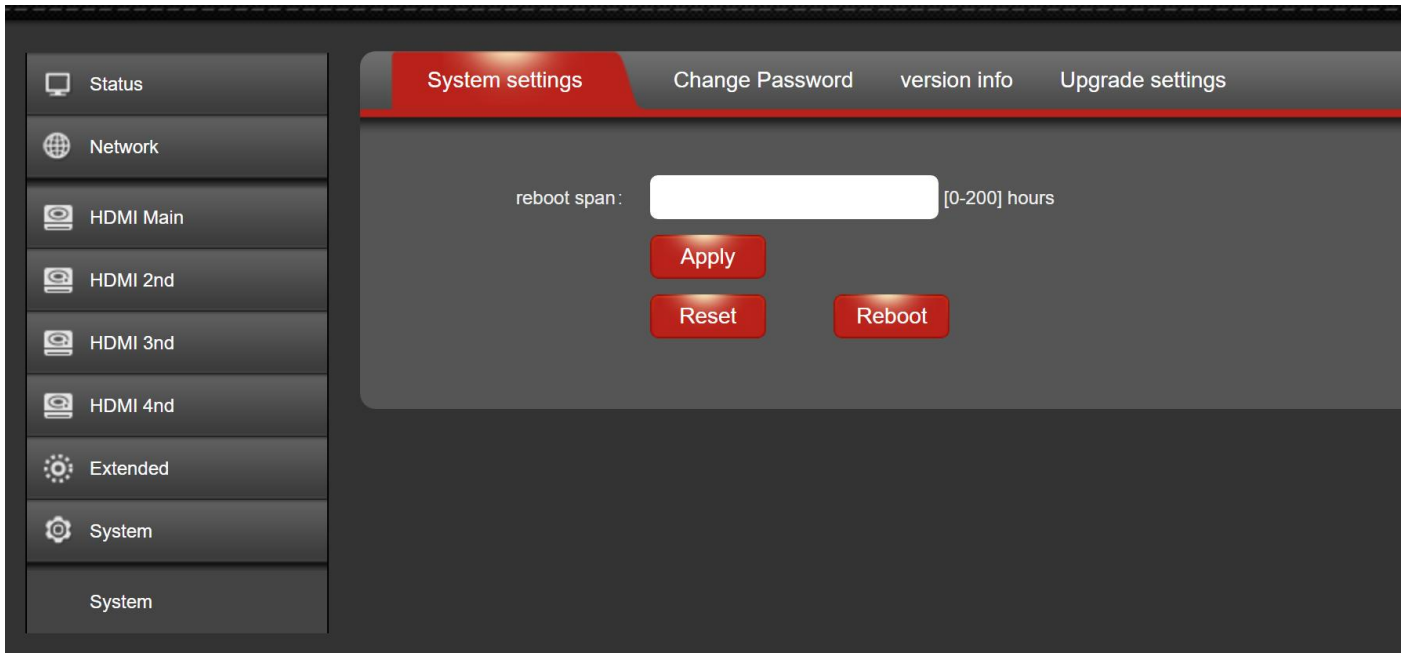 Status
Network
HDMI Main
HDMI 2nd
HDMI 3nd
HDMI 4nd
Extended
System
System
System settings Change Password version info Upgrade settings
reboot span: [0-200] hours
Apply
Reset Reboot